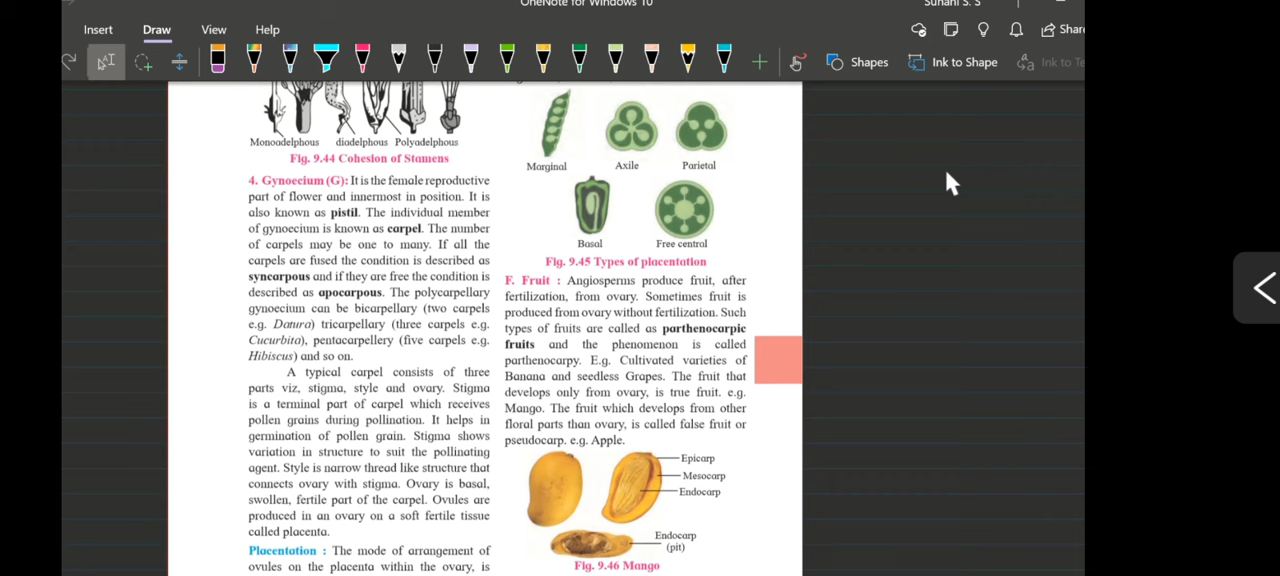 OneNote for Windows 10
Suhani S. S
Insert
Draw
View
Help
Share
Shapes
Ink to Shape
Ink to Te
Monoadelphous
diadelphous
Polyadelphous
Fig. 9.44 Cohesion of Stamens
4. Gynoecium (G): It is the female reproductive
part of flower and innermost in position. It is
also known as pistil. The individual member
of gynoecium is known as carpel. The number
of carpels may be one to many. If all the
carpels are fused the condition is described as
syncarpous and if they are free the condition is
described as apocarpous. The polycarpellary
gynoecium can be bicarpellary (two carpels
e.g. Datura) tricarpellary (three carpels e.g.
Cucurbita), pentacarpellery (five carpels e.g.
Hibiscus) and so on.
A typical carpel consists of three
parts viz, stigma, style and ovary. Stigma
is a terminal part of carpel which receives
pollen grains during pollination. It helps in
germination of pollen grain. Stigma shows
variation in structure to suit the pollinating
agent. Style is narrow thread like structure that
connects ovary with stigma. Ovary is basal,
swollen, fertile part of the carpel. Ovules are
produced in an ovary on a soft fertile tissue
called placenta.
Placentation : The mode of arrangement of
ovules on the placenta within the ovary, is
Marginal
Axile
Parietal
Basal
Free central
Fig. 9.45 Types of placentation
F. Fruit : Angiosperms produce fruit, after
fertilization, from ovary. Sometimes fruit is
produced from ovary without fertilization. Such
types of fruits are called as parthenocarpic
fruits and the phenomenon is called
parthenocarpy. E.g. Cultivated varieties of
Banana and seedless Grapes. The fruit that
develops only from ovary, is true fruit. e.g.
Mango. The fruit which develops from other
floral parts than ovary, is called false fruit or
pseudocarp. e.g. Apple.
Epicarp
Mesocarp
Endocarp
Endocarp
(pit)
Fig. 9.46 Mango